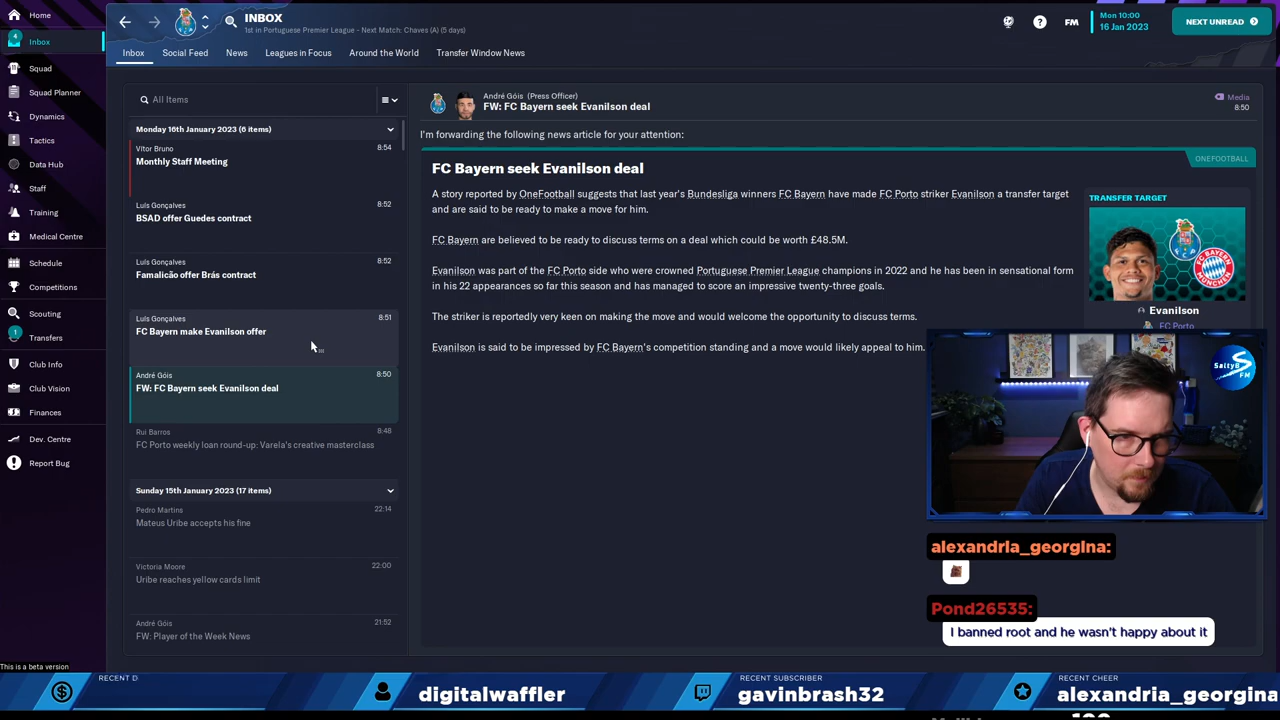 Home
4
Inbox
Squad
Squad Planner
Dynamics
Tactics
Data Hub
Staff
Training
Medical Centre
Schedule
Competitions
Scouting
1
Transfers
Club Info
Club Vision
Finances
Dev. Centre
Report Bug
This is a beta version
INBOX
1st in Portuguese Premier League - Next Match: Chaves (A) (5 days)
FM
Mon 10:00
16 Jan 2023
NEXT UNREAD
Inbox
Social Feed
News
Leagues in Focus
Around the World
Transfer Window News
All Items
Monday 16th January 2023 (6 items)
Vítor Bruno
8:54
Monthly Staff Meeting
Luís Gonçalves
8:52
BSAD offer Guedes contract
Luís Gonçalves
8:52
Famalicão offer Brás contract
Luís Gonçalves
8:51
FC Bayern make Evanilson offer
André Góis
8:50
FW: FC Bayern seek Evanilson deal
Rui Barros
8:48
FC Porto weekly loan round-up: Varela's creative masterclass
Sunday 15th January 2023 (17 items)
Pedro Martins
22:14
Mateus Uribe accepts his fine
Victoria Moore
22:00
Uribe reaches yellow cards limit
André Góis
21:52
FW: Player of the Week News
André Góis (Press Officer)
FW: FC Bayern seek Evanilson deal
Media
8:50
I'm forwarding the following news article for your attention:
ONEFOOTBALL
FC Bayern seek Evanilson deal
A story reported by OneFootball suggests that last year's Bundesliga winners FC Bayern have made FC Porto striker Evanilson a transfer target
and are said to be ready to make a move for him.
FC Bayern are believed to be ready to discuss terms on a deal which could be worth £48.5M.
Evanilson was part of the FC Porto side who were crowned Portuguese Premier League champions in 2022 and he has been in sensational form
in his 22 appearances so far this season and has managed to score an impressive twenty-three goals.
The striker is reportedly very keen on making the move and would welcome the opportunity to discuss terms.
Evanilson is said to be impressed by FC Bayern's competition standing and a move would likely appeal to him.
TRANSFER TARGET
Evanilson
FC Porto
SaltyB
FM
alexandria_georgina:
Pond26535:
I banned root and he wasn't happy about it
RECENT D
digitalwaffler
RECENT SUBSCRIBER
gavinbrash32
RECENT CHEER
alexandria_georgina